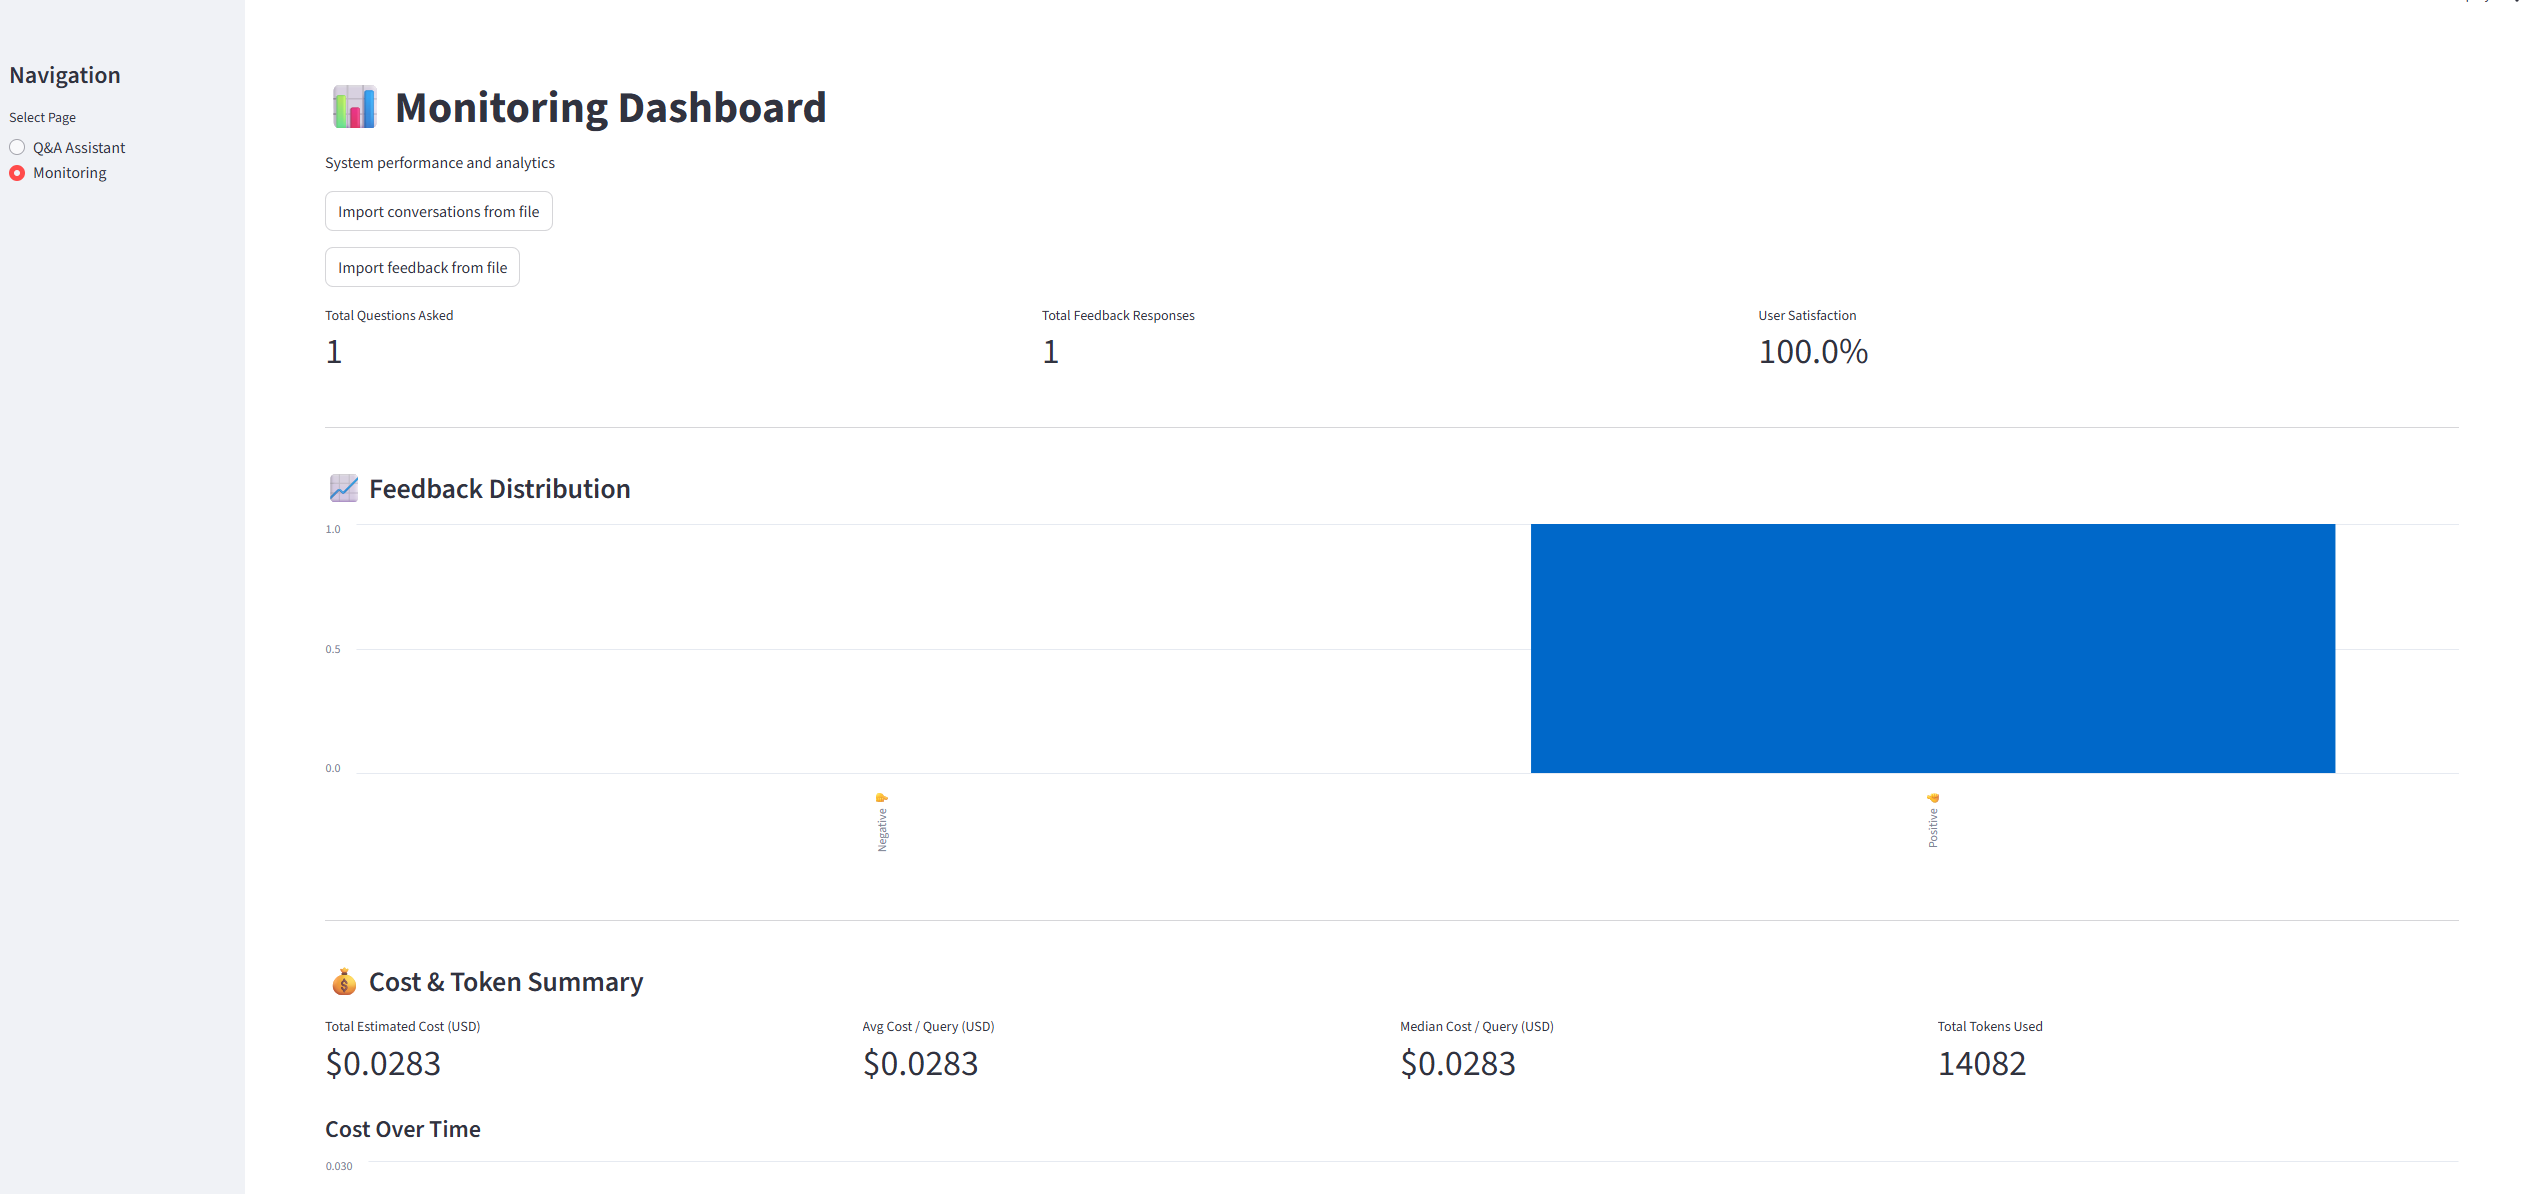 Navigation
Select Page
Q&A Assistant
Monitoring
Monitoring Dashboard
System performance and analytics
Import conversations from file
Import feedback from file
Total Questions Asked
1
Total Feedback Responses
1
User Satisfaction
100.0%
Feedback Distribution
1.0
0.5
0.0
Negative 👎
Positive 👍
Cost & Token Summary
Total Estimated Cost (USD)
$0.0283
Avg Cost / Query (USD)
$0.0283
Median Cost / Query (USD)
$0.0283
Total Tokens Used
14082
Cost Over Time
0.030